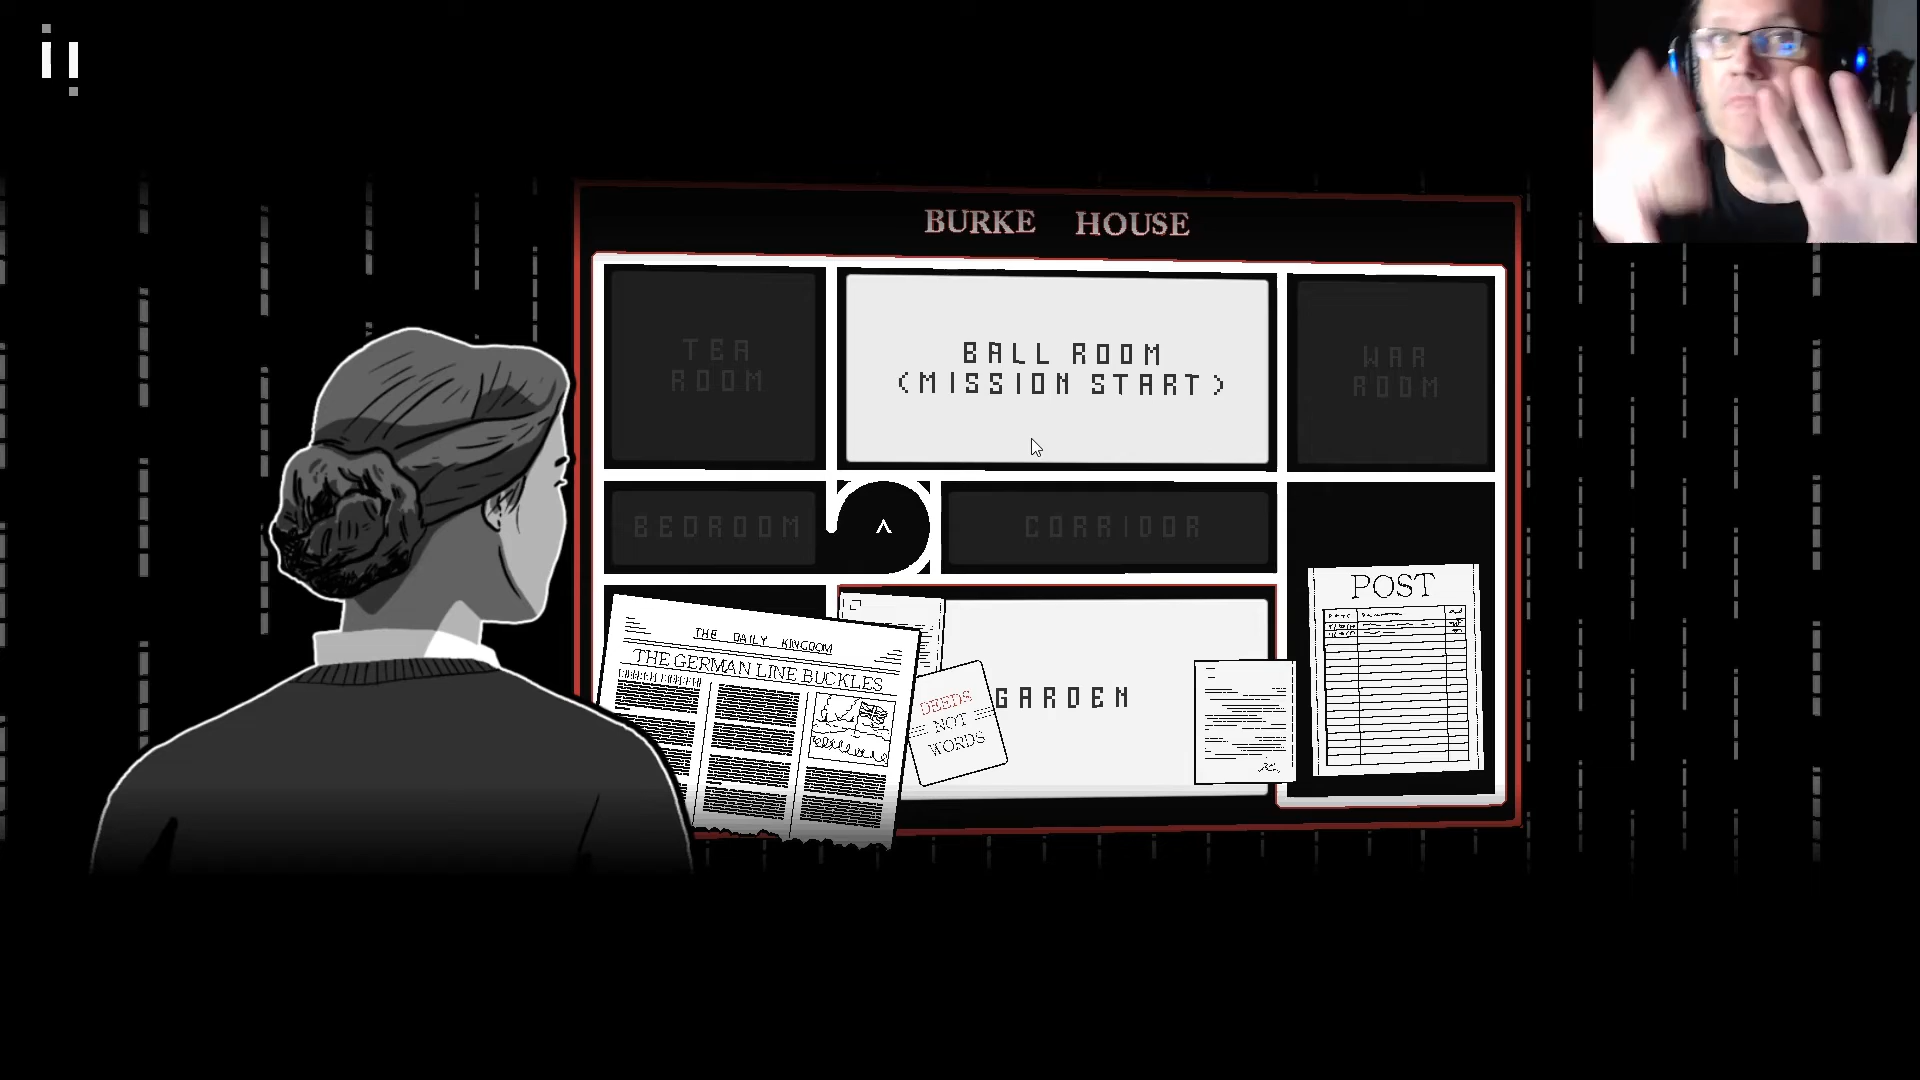 BURKE HOUSE
TEA
ROOM
BALL ROOM
(MISSION START)
WAR
ROOM
BEDROOM
^
CORRIDOR
POST
THE DAILY KINGDOM
THE GERMAN LINE BUCKLES
DEEDS
NOT
WORDS
GARDEN